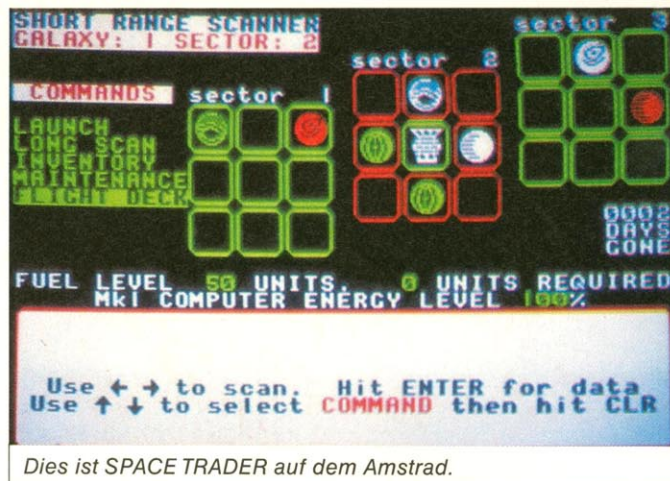 SHORT RANGE SCANNER
GALAXY: 1 SECTOR: 2
COMMANDS
LAUNCH
LONG SCAN
INVENTORY
MAINTENANCE
FLIGHT DECK
sector 1
sector 2
sector 3
0002
DAYS
GONE
FUEL LEVEL 50 UNITS. 0 UNITS REQUIRED
MkI COMPUTER ENERGY LEVEL 100%
Use ← → to scan. Hit ENTER for data
Use ↑ ↓ to select COMMAND then hit CLR
Dies ist SPACE TRADER auf dem Amstrad.